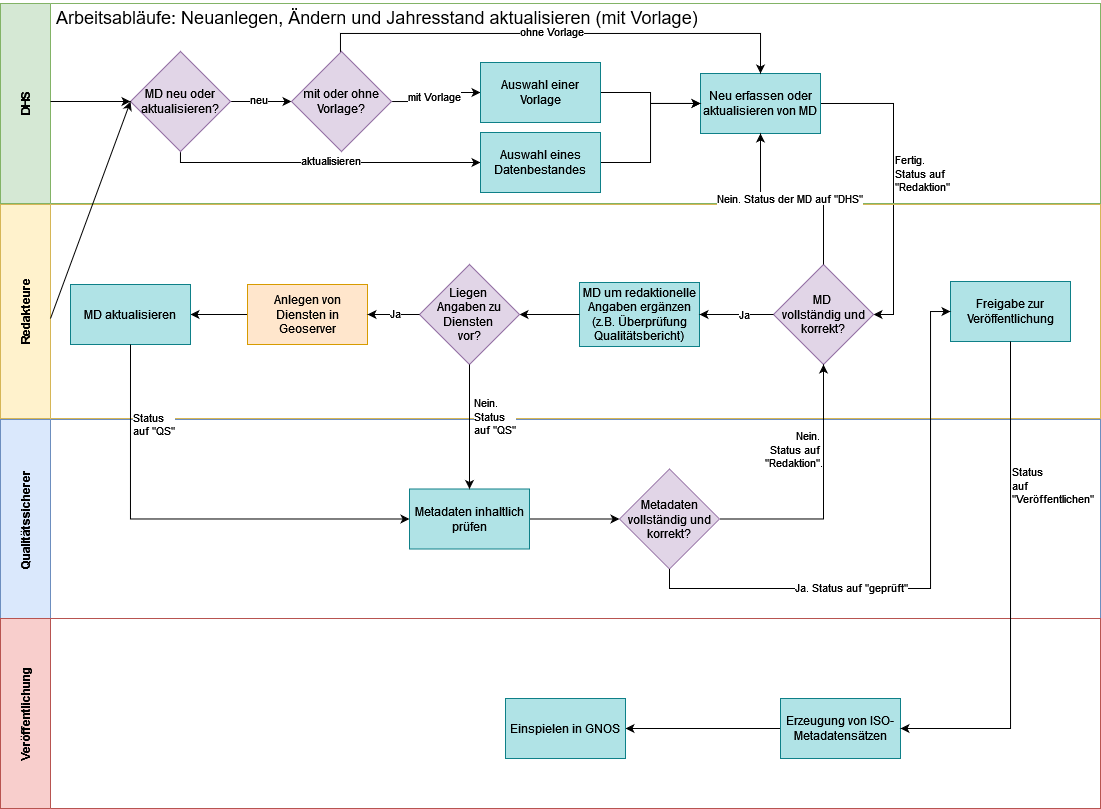 Arbeitsabläufe: Neuanlegen, Ändern und Jahresstand aktualisieren (mit Vorlage)
DHS
MD neu oder
aktualisieren?
neu
mit oder ohne
Vorlage?
ohne Vorlage
mit Vorlage
Auswahl einer
Vorlage
aktualisieren
Auswahl eines
Datenbestandes
Neu erfassen oder
aktualisieren von MD
Fertig.
Status auf
"Redaktion"
Nein. Status der MD auf "DHS"
Redakteure
MD aktualisieren
Anlegen von
Diensten in
Geoserver
Ja
Liegen
Angaben zu
Diensten
vor?
MD um redaktionelle
Angaben ergänzen
(z.B. Überprüfung
Qualitätsbericht)
Ja
MD
vollständig und
korrekt?
Freigabe zur
Veröffentlichung
Status
auf "QS"
Nein.
Status
auf "QS"
Nein.
Status auf
"Redaktion".
Qualitätssicherer
Metadaten inhaltlich
prüfen
Metadaten
vollständig und
korrekt?
Ja. Status auf "geprüft"
Status
auf
"Veröffentlichen"
Veröffentlichung
Einspielen in GNOS
Erzeugung von ISO-
Metadatensätzen